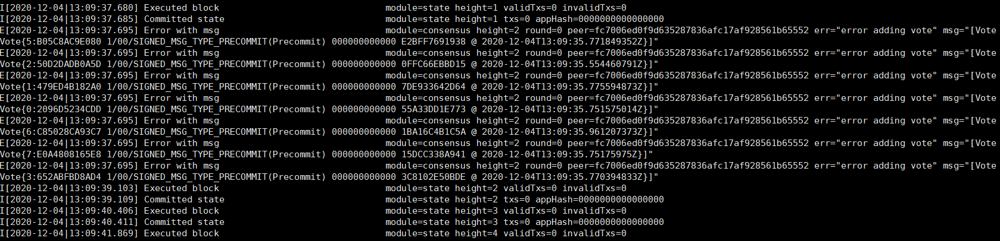 I[2020-12-04|13:09:37.680] Executed block module=state height=1 validTxs=0 invalidTxs=0
I[2020-12-04|13:09:37.685] Committed state module=state height=1 txs=0 appHash=0000000000000000
E[2020-12-04|13:09:37.695] Error with msg module=consensus height=2 round=0 peer=fc7006ed0f9d635287836afc17af928561b65552 err="error adding vote" msg="[Vote
Vote{5:B05C8AC9E080 1/00/SIGNED_MSG_TYPE_PRECOMMIT(Precommit) 000000000000 E2BFF7691938 @ 2020-12-04T13:09:35.771849352Z}]"
E[2020-12-04|13:09:37.695] Error with msg module=consensus height=2 round=0 peer=fc7006ed0f9d635287836afc17af928561b65552 err="error adding vote" msg="[Vote
Vote{2:50D2DADB0A5D 1/00/SIGNED_MSG_TYPE_PRECOMMIT(Precommit) 000000000000 0FFC66EBBD15 @ 2020-12-04T13:09:35.554460791Z}]"
E[2020-12-04|13:09:37.695] Error with msg module=consensus height=2 round=0 peer=fc7006ed0f9d635287836afc17af928561b65552 err="error adding vote" msg="[Vote
Vote{1:479ED4B182A0 1/00/SIGNED_MSG_TYPE_PRECOMMIT(Precommit) 000000000000 7DE933642D64 @ 2020-12-04T13:09:35.775594873Z}]"
E[2020-12-04|13:09:37.695] Error with msg module=consensus height=2 round=0 peer=fc7006ed0f9d635287836afc17af928561b65552 err="error adding vote" msg="[Vote
Vote{0:2096D5234CDD 1/00/SIGNED_MSG_TYPE_PRECOMMIT(Precommit) 000000000000 55A33DD1E773 @ 2020-12-04T13:09:35.751575014Z}]"
E[2020-12-04|13:09:37.695] Error with msg module=consensus height=2 round=0 peer=fc7006ed0f9d635287836afc17af928561b65552 err="error adding vote" msg="[Vote
Vote{6:C85028CA93C7 1/00/SIGNED_MSG_TYPE_PRECOMMIT(Precommit) 000000000000 1BA16C4B1C5A @ 2020-12-04T13:09:35.961207373Z}]"
E[2020-12-04|13:09:37.695] Error with msg module=consensus height=2 round=0 peer=fc7006ed0f9d635287836afc17af928561b65552 err="error adding vote" msg="[Vote
Vote{7:E0A4808165E8 1/00/SIGNED_MSG_TYPE_PRECOMMIT(Precommit) 000000000000 15DCC338A941 @ 2020-12-04T13:09:35.75175975Z}]"
E[2020-12-04|13:09:37.695] Error with msg module=consensus height=2 round=0 peer=fc7006ed0f9d635287836afc17af928561b65552 err="error adding vote" msg="[Vote
Vote{3:652ABFBD8AD4 1/00/SIGNED_MSG_TYPE_PRECOMMIT(Precommit) 000000000000 3C8102E50BDE @ 2020-12-04T13:09:35.770394833Z}]"
I[2020-12-04|13:09:39.103] Executed block module=state height=2 validTxs=0 invalidTxs=0
I[2020-12-04|13:09:39.109] Committed state module=state height=2 txs=0 appHash=0000000000000000
I[2020-12-04|13:09:40.406] Executed block module=state height=3 validTxs=0 invalidTxs=0
I[2020-12-04|13:09:40.411] Committed state module=state height=3 txs=0 appHash=0000000000000000
I[2020-12-04|13:09:41.869] Executed block module=state height=4 validTxs=0 invalidTxs=0